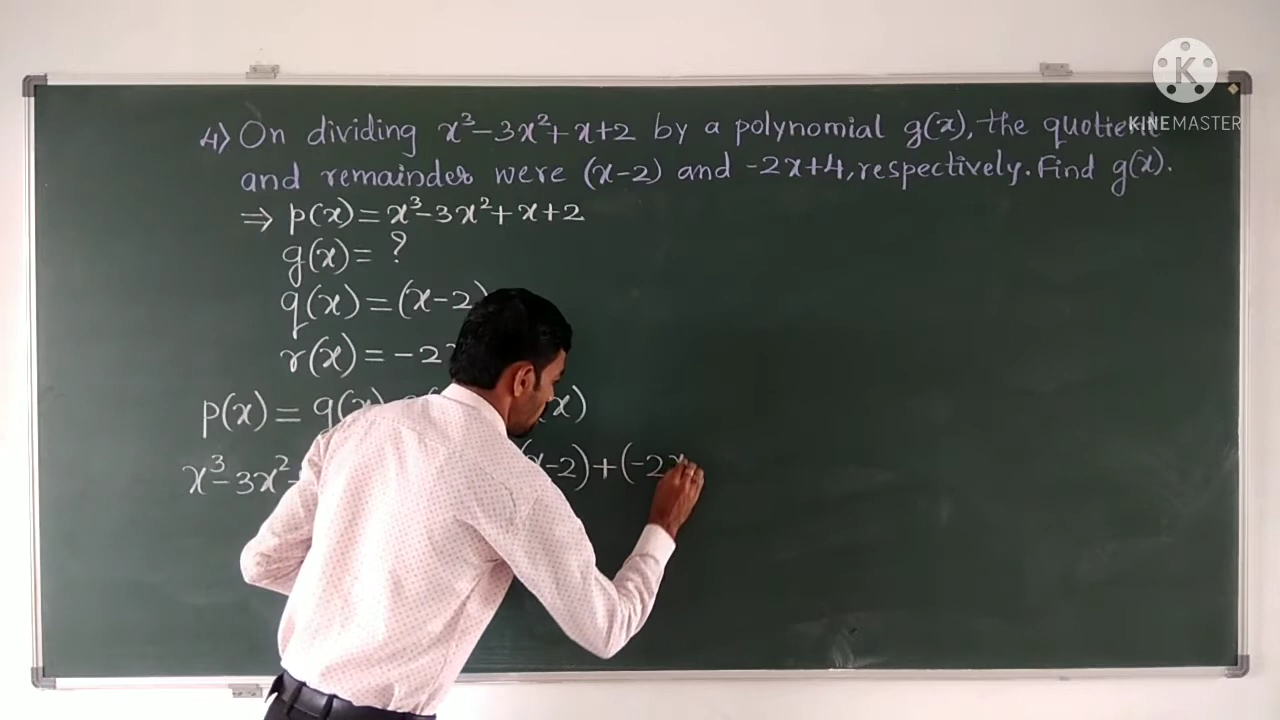 4) On dividing x³-3x²+x+2 by a polynomial g(x), the quotient
and remainder were (x-2) and -2x+4, respectively. Find g(x).
⇒ p(x) = x³-3x²+x+2
g(x) = ?
q(x) = (x-2)
r(x) = -2
p(x) = q(x) x)
x³-3x² (x-2)+(-2x
K
KINEMASTER